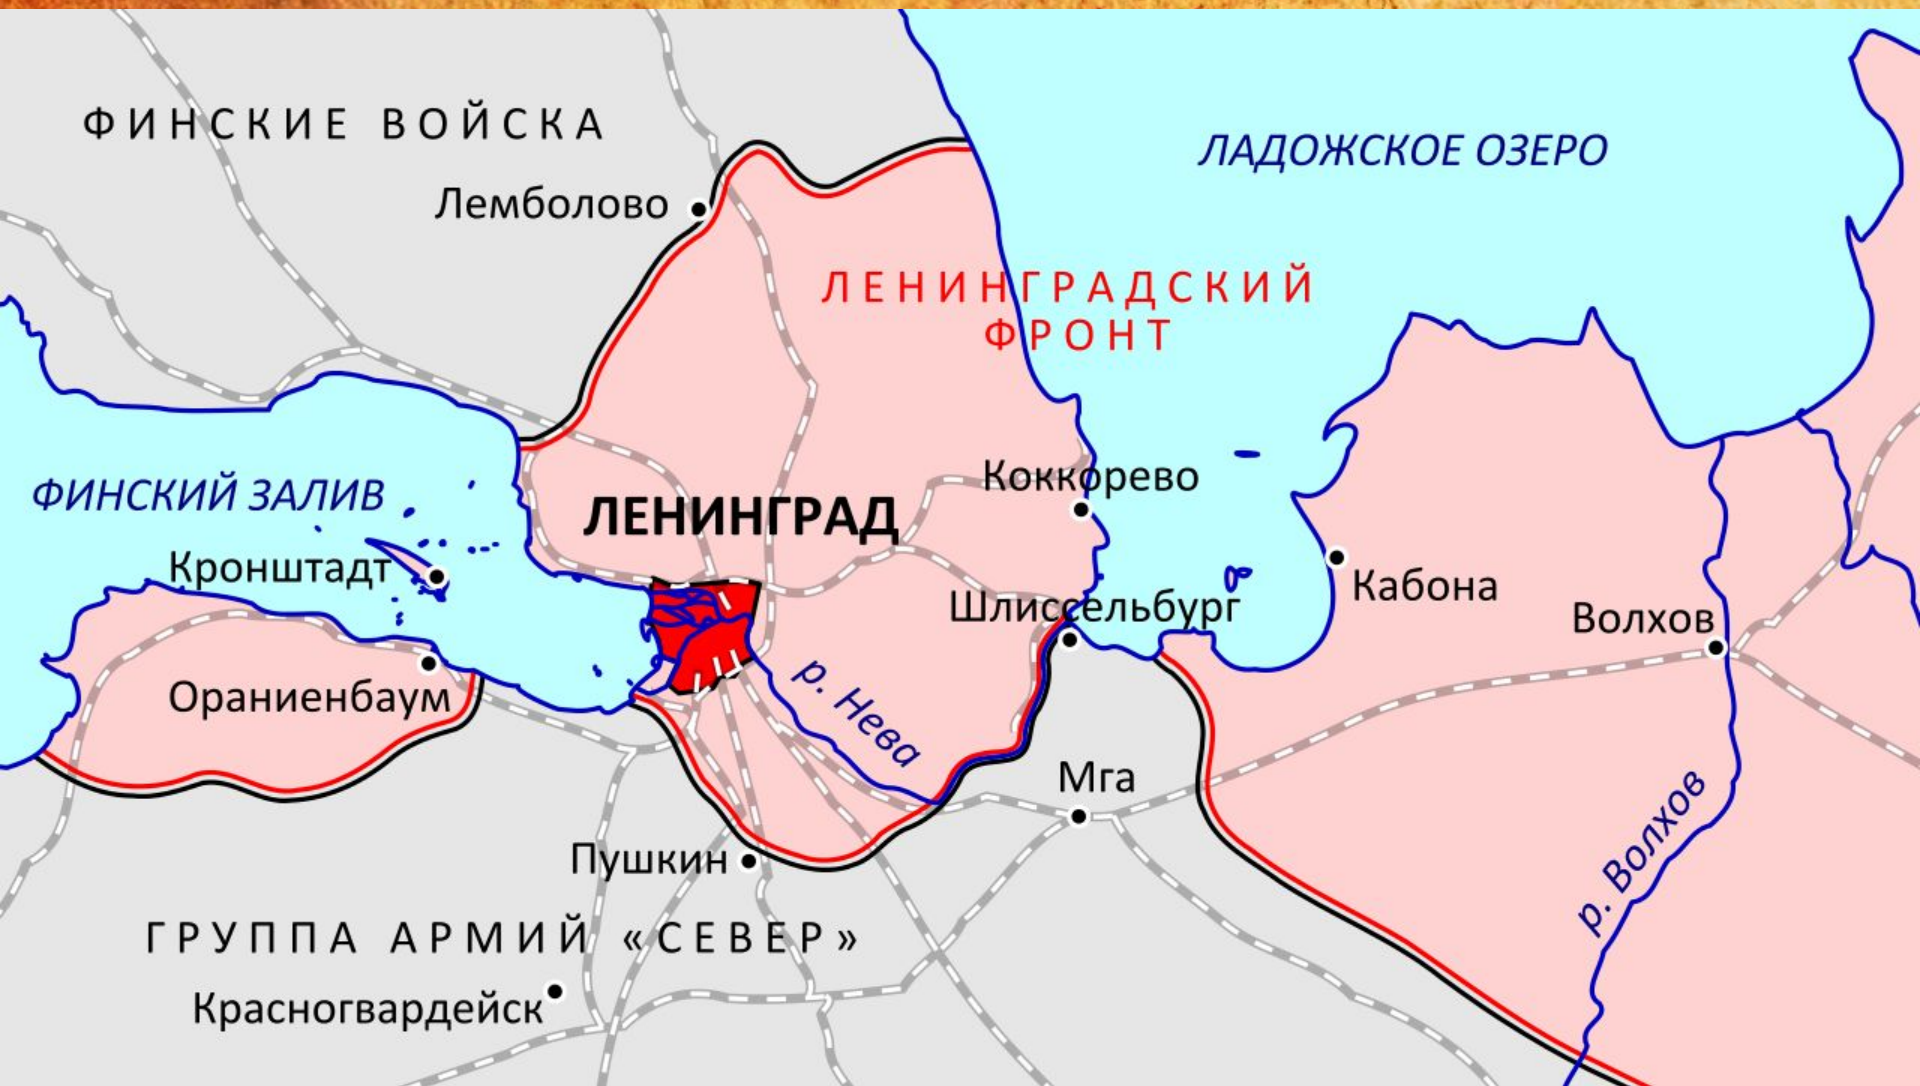 ФИНСКИЕ ВОЙСКА
ЛАДОЖСКОЕ ОЗЕРО
Лемболово
ЛЕНИНГРАДСКИЙ
ФРОНТ
Коккорево
ФИНСКИЙ ЗАЛИВ
ЛЕНИНГРАД
Кронштадт
Кабона
Шлиссельбург
Волхов
Ораниенбаум
р. Нева
Мга
р. Волхов
Пушкин
ГРУППА АРМИЙ «СЕВЕР»
Красногвардейск